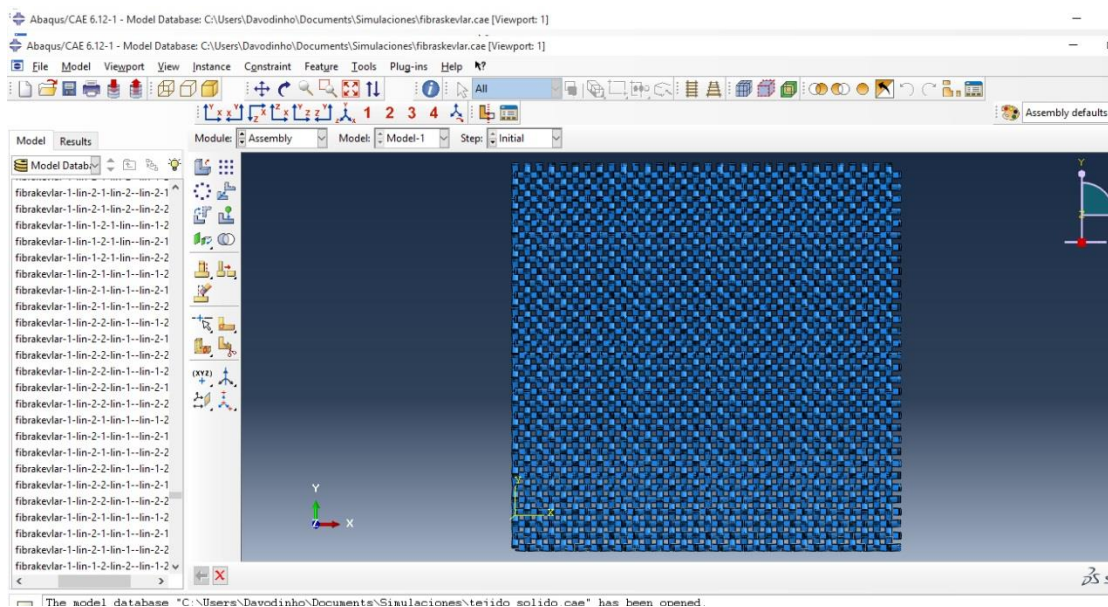 Abaqus/CAE 6.12-1 - Model Database: C:\Users\Davodinho\Documents\Simulaciones\fibraskevlar.cae [Viewport: 1]
Abaqus/CAE 6.12-1 - Model Database: C:\Users\Davodinho\Documents\Simulaciones\fibraskevlar.cae [Viewport: 1]
File Model Viewport View Instance Constraint Feature Tools Plug-ins Help
All
1 2 3 4
Assembly defaults
Model Results
Module: Assembly Model: Model-1 Step: Initial
Model Datab
fibrakevlar-1-lin-2-1-lin-2--lin-2-1
fibrakevlar-1-lin-2-1-lin-2--lin-2-2
fibrakevlar-1-lin-1-2-1-lin--lin-1-2
fibrakevlar-1-lin-1-2-1-lin--lin-2-1
fibrakevlar-1-lin-1-2-1-lin--lin-2-2
fibrakevlar-1-lin-2-1-lin-1--lin-1-2
fibrakevlar-1-lin-2-1-lin-1--lin-2-1
fibrakevlar-1-lin-2-1-lin-1--lin-2-2
fibrakevlar-1-lin-2-2-lin-1--lin-1-2
fibrakevlar-1-lin-2-2-lin-1--lin-2-1
fibrakevlar-1-lin-2-2-lin-1--lin-2-2
fibrakevlar-1-lin-2-2-lin-1--lin-1-2
fibrakevlar-1-lin-2-2-lin-1--lin-2-1
fibrakevlar-1-lin-2-2-lin-1--lin-2-2
fibrakevlar-1-lin-2-1-lin-1--lin-1-2
fibrakevlar-1-lin-2-1-lin-1--lin-2-1
fibrakevlar-1-lin-2-1-lin-1--lin-2-2
fibrakevlar-1-lin-2-2-lin-1--lin-1-2
fibrakevlar-1-lin-2-2-lin-1--lin-2-1
fibrakevlar-1-lin-2-2-lin-1--lin-2-2
fibrakevlar-1-lin-2-1-lin-1--lin-1-2
fibrakevlar-1-lin-2-1-lin-1--lin-2-1
fibrakevlar-1-lin-2-1-lin-1--lin-2-2
fibrakevlar-1-lin-1-2-lin-2--lin-1-2
(XYZ)
Y
Z
Y
X
Y
Z X
The model database "C:\Users\Davodinho\Documents\Simulaciones\tejido solido.cae" has been opened.